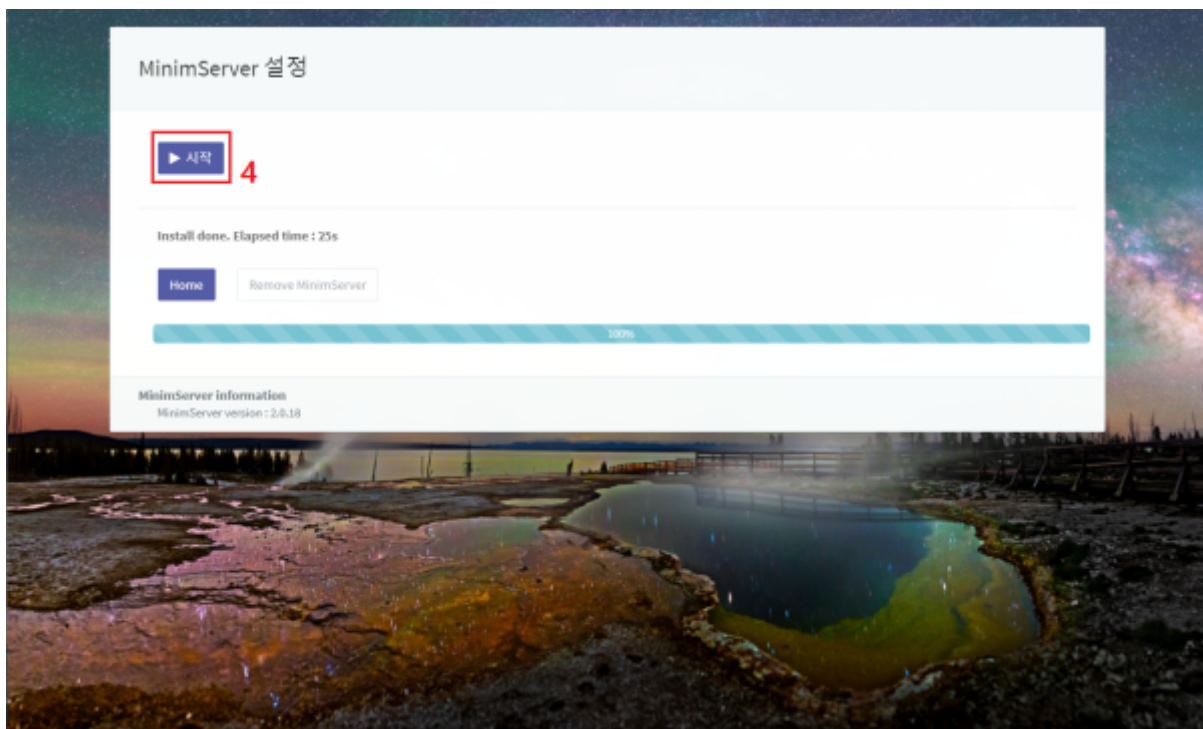 MinimServer 설정
▶ 시작
4
Install done. Elapsed time : 25s
Home Remove MinimServer
100%
MinimServer information
MinimServer version : 2.0.18